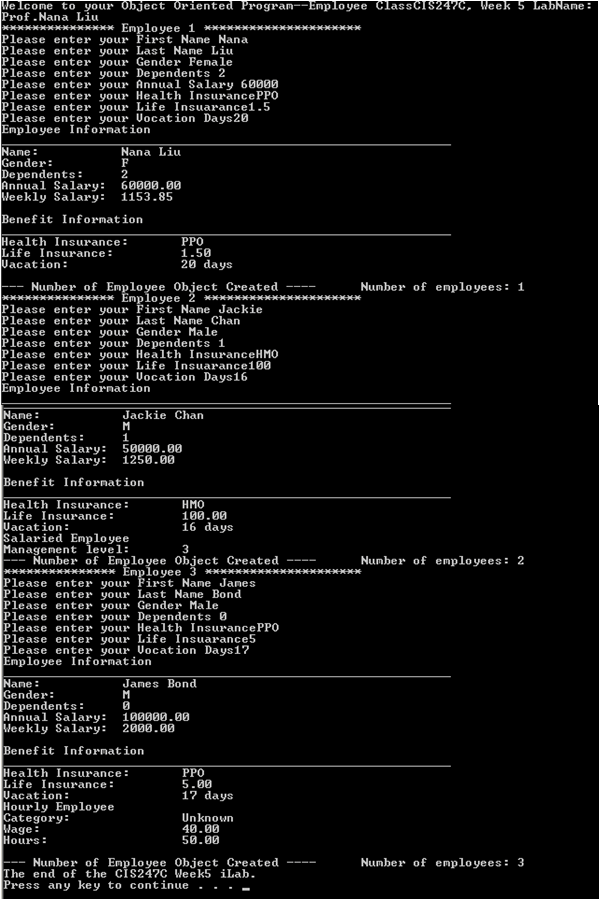 Welcome to your Object Oriented Program--Employee ClassCIS247C, Week 5 LabName:
Prof.Nana Liu
*************** Employee 1 *********************
Please enter your First Name Nana
Please enter your Last Name Liu
Please enter your Gender Female
Please enter your Dependents 2
Please enter your Annual Salary 60000
Please enter your Health InsurancePPO
Please enter your Life Insuarance1.5
Please enter your Vocation Days20
Employee Information
____________________________________________________________
Name: Nana Liu
Gender: F
Dependents: 2
Annual Salary: 60000.00
Weekly Salary: 1153.85
Benefit Information
____________________________________________________________
Health Insurance: PPO
Life Insurance: 1.50
Vacation: 20 days
--- Number of Employee Object Created ---- Number of employees: 1
*************** Employee 2 *********************
Please enter your First Name Jackie
Please enter your Last Name Chan
Please enter your Gender Male
Please enter your Dependents 1
Please enter your Health InsuranceHMO
Please enter your Life Insuarance100
Please enter your Vocation Days16
Employee Information
____________________________________________________________
Name: Jackie Chan
Gender: M
Dependents: 1
Annual Salary: 50000.00
Weekly Salary: 1250.00
Benefit Information
____________________________________________________________
Health Insurance: HMO
Life Insurance: 100.00
Vacation: 16 days
Salaried Employee
Management level: 3
--- Number of Employee Object Created ---- Number of employees: 2
*************** Employee 3 *********************
Please enter your First Name James
Please enter your Last Name Bond
Please enter your Gender Male
Please enter your Dependents 0
Please enter your Health InsurancePPO
Please enter your Life Insuarance5
Please enter your Vocation Days17
Employee Information
____________________________________________________________
Name: James Bond
Gender: M
Dependents: 0
Annual Salary: 100000.00
Weekly Salary: 2000.00
Benefit Information
____________________________________________________________
Health Insurance: PPO
Life Insurance: 5.00
Vacation: 17 days
Hourly Employee
Category: Unknown
Wage: 40.00
Hours: 50.00
--- Number of Employee Object Created ---- Number of employees: 3
The end of the CIS247C Week5 iLab.
Press any key to continue . . . _